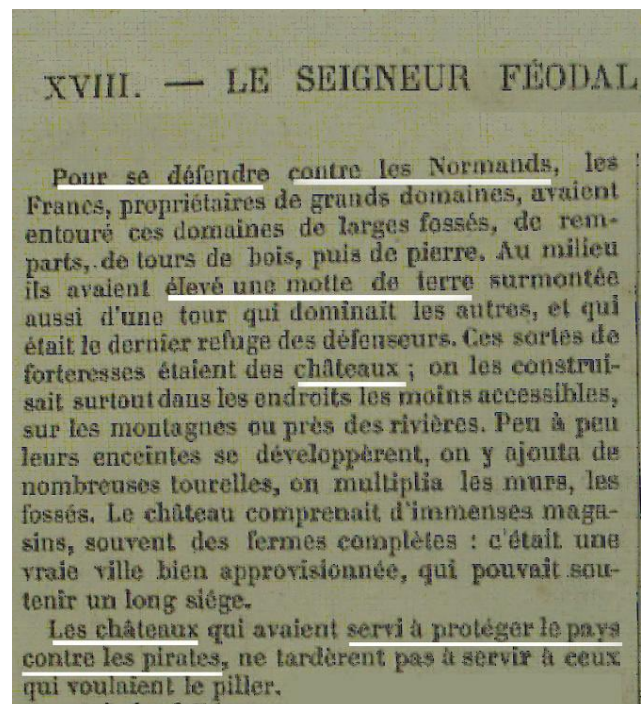 XVIII. — LE SEIGNEUR FÉODAL
Pour se défendre contre les Normands, les
Francs, propriétaires de grands domaines, avaient
entouré ces domaines de larges fossés, de rem-
parts, de tours de bois, puis de pierre. Au milieu
ils avaient élevé une motte de terre surmontée
aussi d'une tour qui dominait les autres, et qui
était le dernier refuge des défenseurs. Ces sortes de
forteresses étaient des châteaux ; on les construi-
sait surtout dans les endroits les moins accessibles,
sur les montagnes ou près des rivières. Peu à peu
leurs enceintes se développèrent, on y ajouta de
nombreuses tourelles, on multiplia les murs, les
fossés. Le château comprenait d'immenses maga-
sins, souvent des fermes complètes : c'était une
vraie ville bien approvisionnée, qui pouvait sou-
tenir un long siége.
Les châteaux qui avaient servi à protéger le pays
contre les pirates, ne tardèrent pas à servir à ceux
qui voulaient le piller.